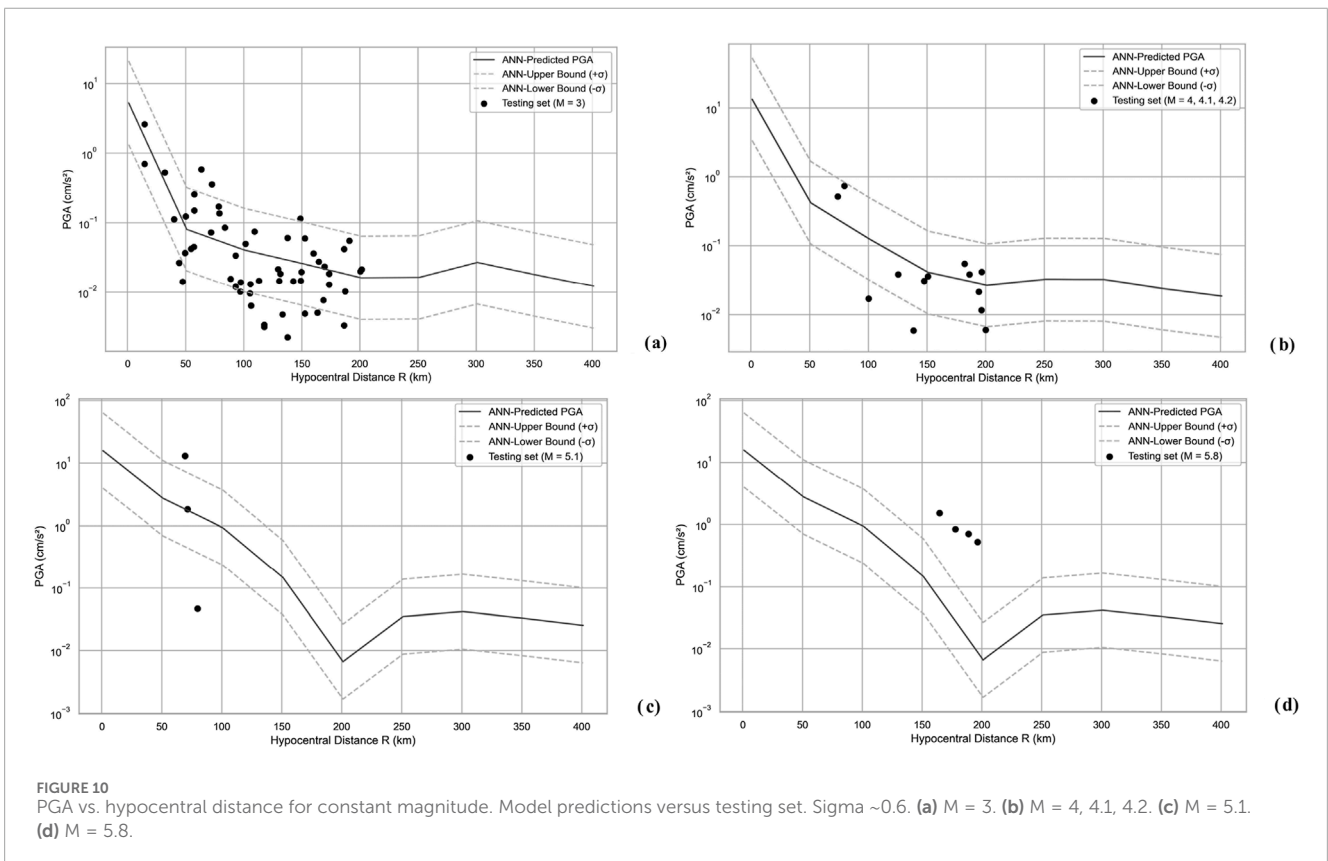 ANN-Predicted PGA
ANN-Upper Bound (+σ)
ANN-Lower Bound (-σ)
Testing set (M = 3)
10¹
10⁰
10⁻¹
10⁻²
PGA (cm/s²)
0 50 100 150 200 250 300 350 400
Hypocentral Distance R (km)
(a)
ANN-Predicted PGA
ANN-Upper Bound (+σ)
ANN-Lower Bound (-σ)
Testing set (M = 4, 4.1, 4.2)
10¹
10⁰
10⁻¹
10⁻²
PGA (cm/s²)
0 50 100 150 200 250 300 350 400
Hypocentral Distance R (km)
(b)
ANN-Predicted PGA
ANN-Upper Bound (+σ)
ANN-Lower Bound (-σ)
Testing set (M = 5.1)
10²
10¹
10⁰
10⁻¹
10⁻²
10⁻³
PGA (cm/s²)
0 50 100 150 200 250 300 350 400
Hypocentral Distance R (km)
(c)
ANN-Predicted PGA
ANN-Upper Bound (+σ)
ANN-Lower Bound (-σ)
Testing set (M = 5.8)
10²
10¹
10⁰
10⁻¹
10⁻²
10⁻³
PGA (cm/s²)
0 50 100 150 200 250 300 350 400
Hypocentral Distance R (km)
(d)
FIGURE 10
PGA vs. hypocentral distance for constant magnitude. Model predictions versus testing set. Sigma ~0.6. (a) M = 3. (b) M = 4, 4.1, 4.2. (c) M = 5.1.
(d) M = 5.8.